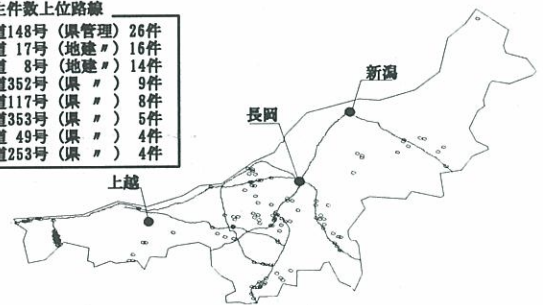 生件数上位路線
道148号（県管理）26件
道 17号（地建〃）16件
道 8号（地建〃）14件
道352号（県 〃）9件
道117号（県 〃）8件
道353号（県 〃）5件
道 49号（県 〃）4件
道253号（県 〃）4件
新潟
長岡
上越